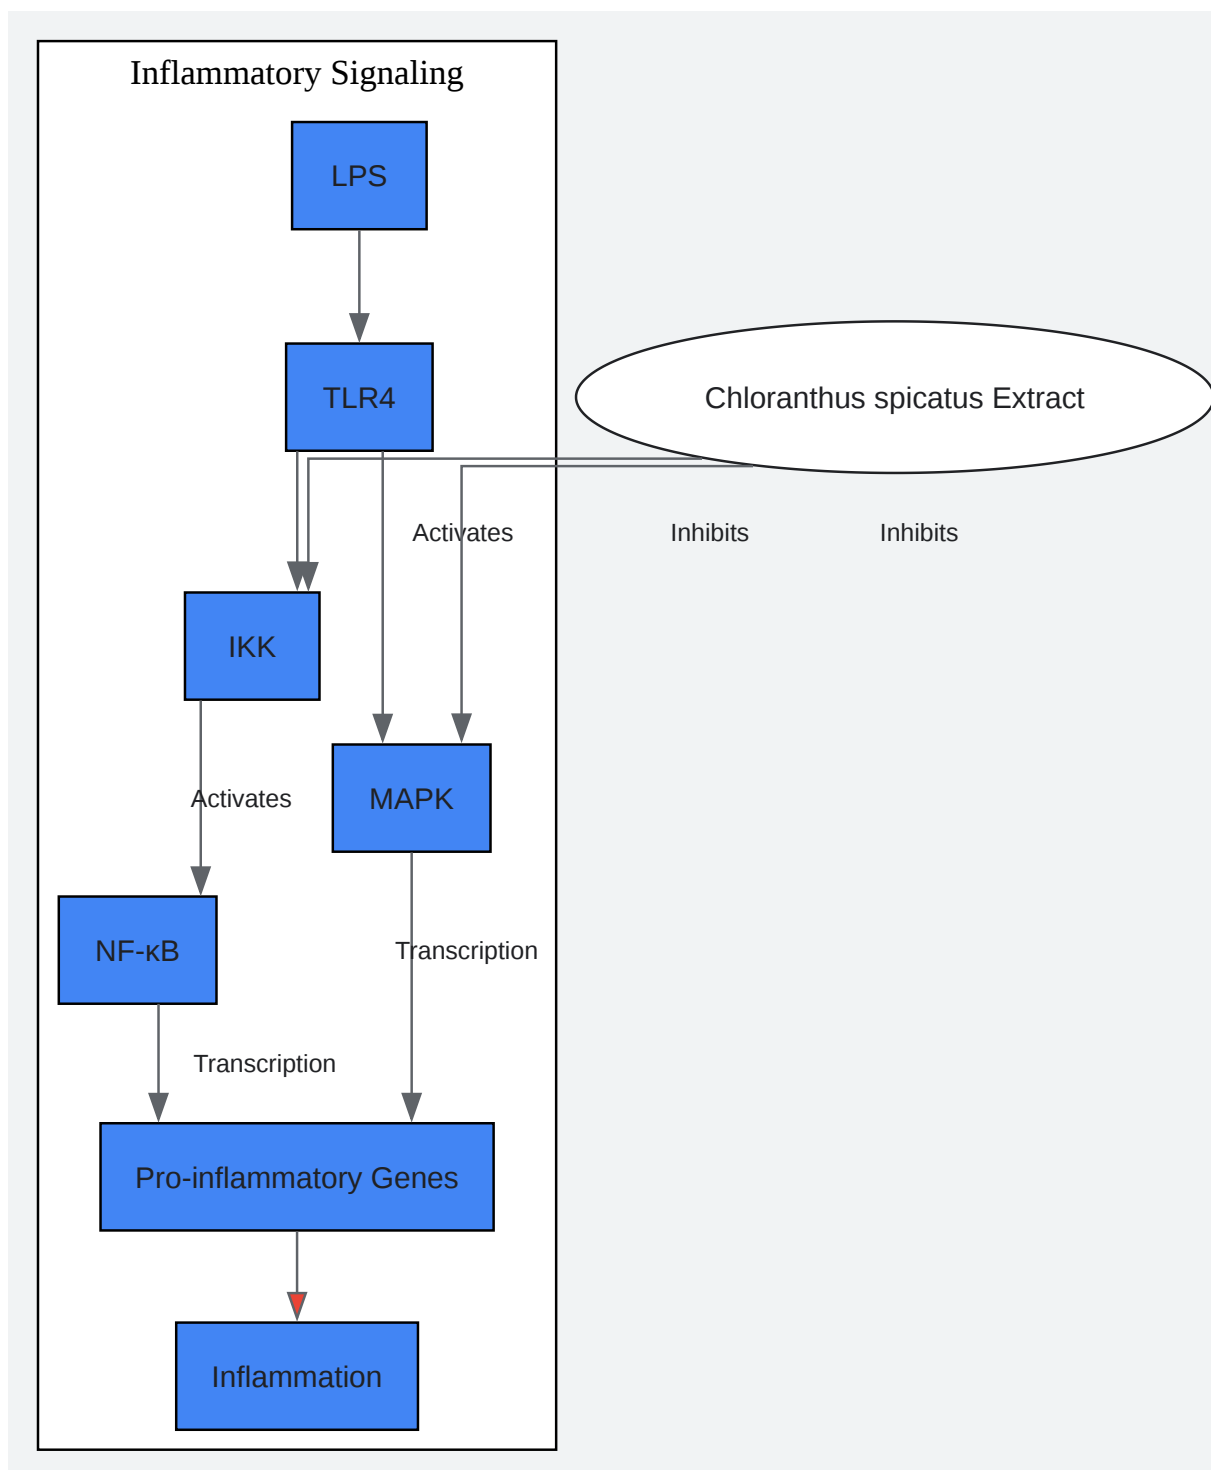 Inflammatory Signaling
LPS
TLR4
Chloranthus spicatus Extract
Activates
Inhibits
Inhibits
IKK
Activates
MAPK
NF-κB
Transcription
Transcription
Pro-inflammatory Genes
Inflammation